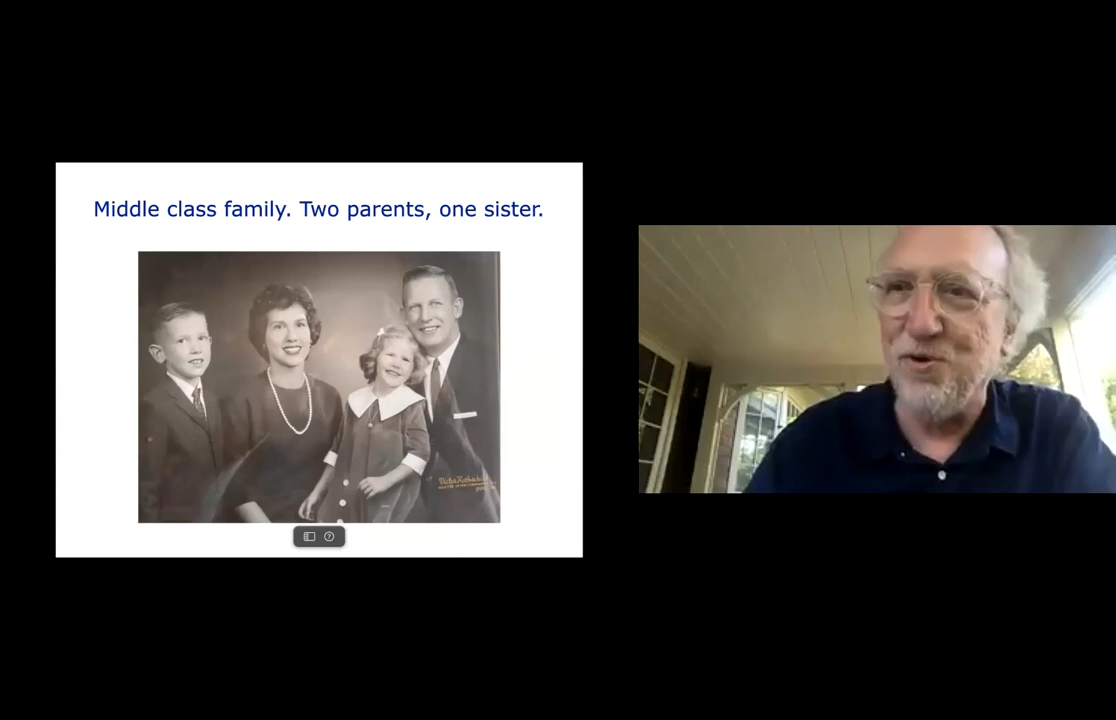 Middle class family. Two parents, one sister.